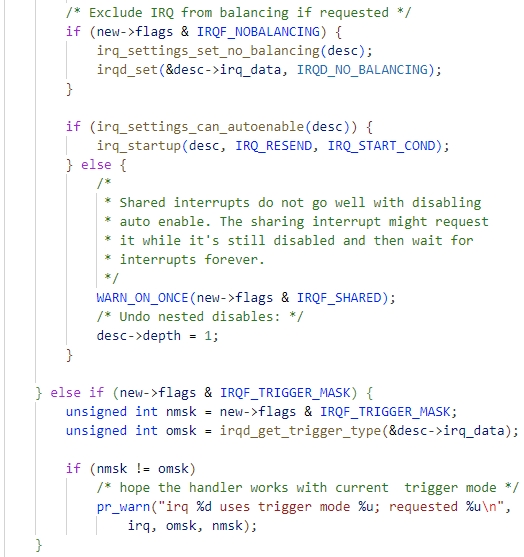 /* Exclude IRQ from balancing if requested */
if (new->flags & IRQF_NOBALANCING) {
irq_settings_set_no_balancing(desc);
irqd_set(&desc->irq_data, IRQD_NO_BALANCING);
}
if (irq_settings_can_autoenable(desc)) {
irq_startup(desc, IRQ_RESEND, IRQ_START_COND);
} else {
/*
* Shared interrupts do not go well with disabling
* auto enable. The sharing interrupt might request
* it while it's still disabled and then wait for
* interrupts forever.
*/
WARN_ON_ONCE(new->flags & IRQF_SHARED);
/* Undo nested disables: */
desc->depth = 1;
}
} else if (new->flags & IRQF_TRIGGER_MASK) {
unsigned int nmsk = new->flags & IRQF_TRIGGER_MASK;
unsigned int omsk = irqd_get_trigger_type(&desc->irq_data);
if (nmsk != omsk)
/* hope the handler works with current  trigger mode */
pr_warn("irq %d uses trigger mode %u; requested %u\n",
irq, omsk, nmsk);
}